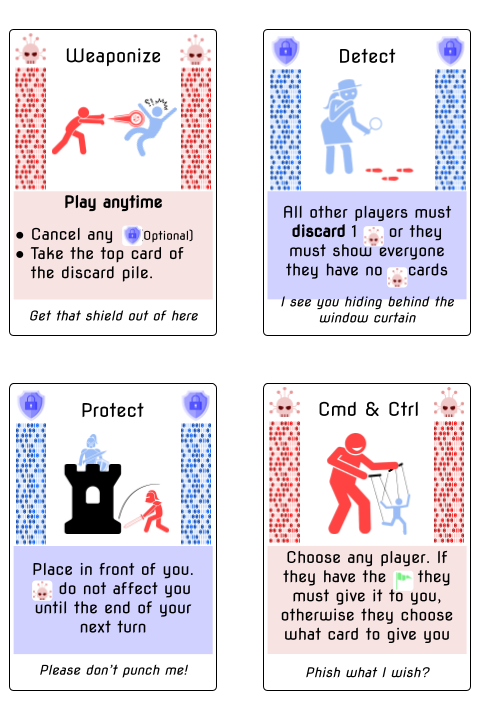 Weaponize
Play anytime
● Cancel any Optional)
● Take the top card of
the discard pile.
Get that shield out of here
Detect
All other players must
discard 1 or they
must show everyone
they have no cards
I see you hiding behind the
window curtain
Protect
Place in front of you.
do not affect you
until the end of your
next turn
Please don't punch me!
Cmd & Ctrl
Choose any player. If
they have the they
must give it to you,
otherwise they choose
what card to give you
Phish what I wish?